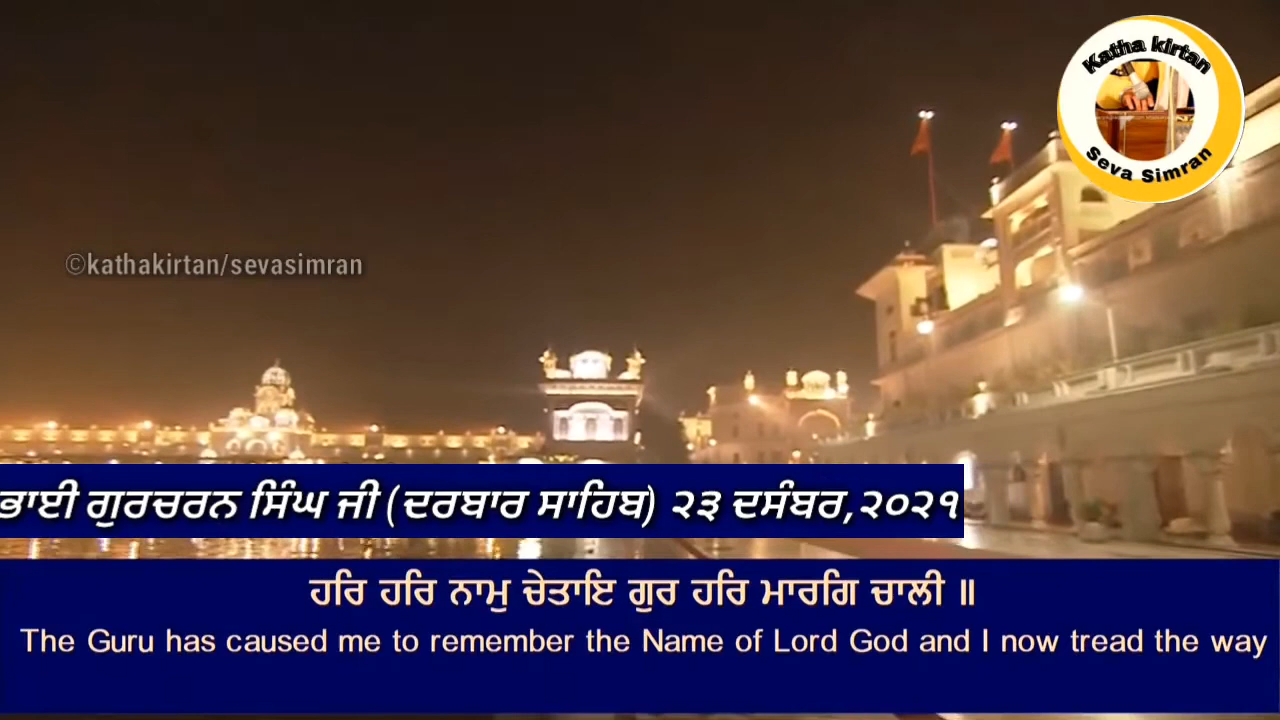 Katha kirtan
Seva Simran
©kathakirtan/sevasimran
ਭਾਈ ਗੁਰਚਰਨ ਸਿੰਘ ਜੀ (ਦਰਬਾਰ ਸਾਹਿਬ) ੨੩ ਦਸੰਬਰ,੨੦੨੧
ਹਰਿ ਹਰਿ ਨਾਮੁ ਚੇਤਾਇ ਗੁਰ ਹਰਿ ਮਾਰਗਿ ਚਾਲੀ ॥
The Guru has caused me to remember the Name of Lord God and I now tread the way